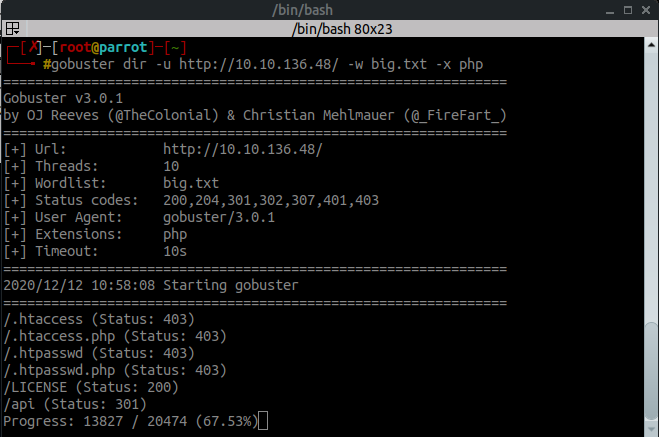 /bin/bash
/bin/bash 80x23
[✗]─[root@parrot]─[~]
#gobuster dir -u http://10.10.136.48/ -w big.txt -x php
===============================================================
Gobuster v3.0.1
by OJ Reeves (@TheColonial) & Christian Mehlmauer (@_FireFart_)
===============================================================
[+] Url:            http://10.10.136.48/
[+] Threads:        10
[+] Wordlist:       big.txt
[+] Status codes:   200,204,301,302,307,401,403
[+] User Agent:     gobuster/3.0.1
[+] Extensions:     php
[+] Timeout:        10s
===============================================================
2020/12/12 10:58:08 Starting gobuster
===============================================================
/.htaccess (Status: 403)
/.htaccess.php (Status: 403)
/.htpasswd (Status: 403)
/.htpasswd.php (Status: 403)
/LICENSE (Status: 200)
/api (Status: 301)
Progress: 13827 / 20474 (67.53%)